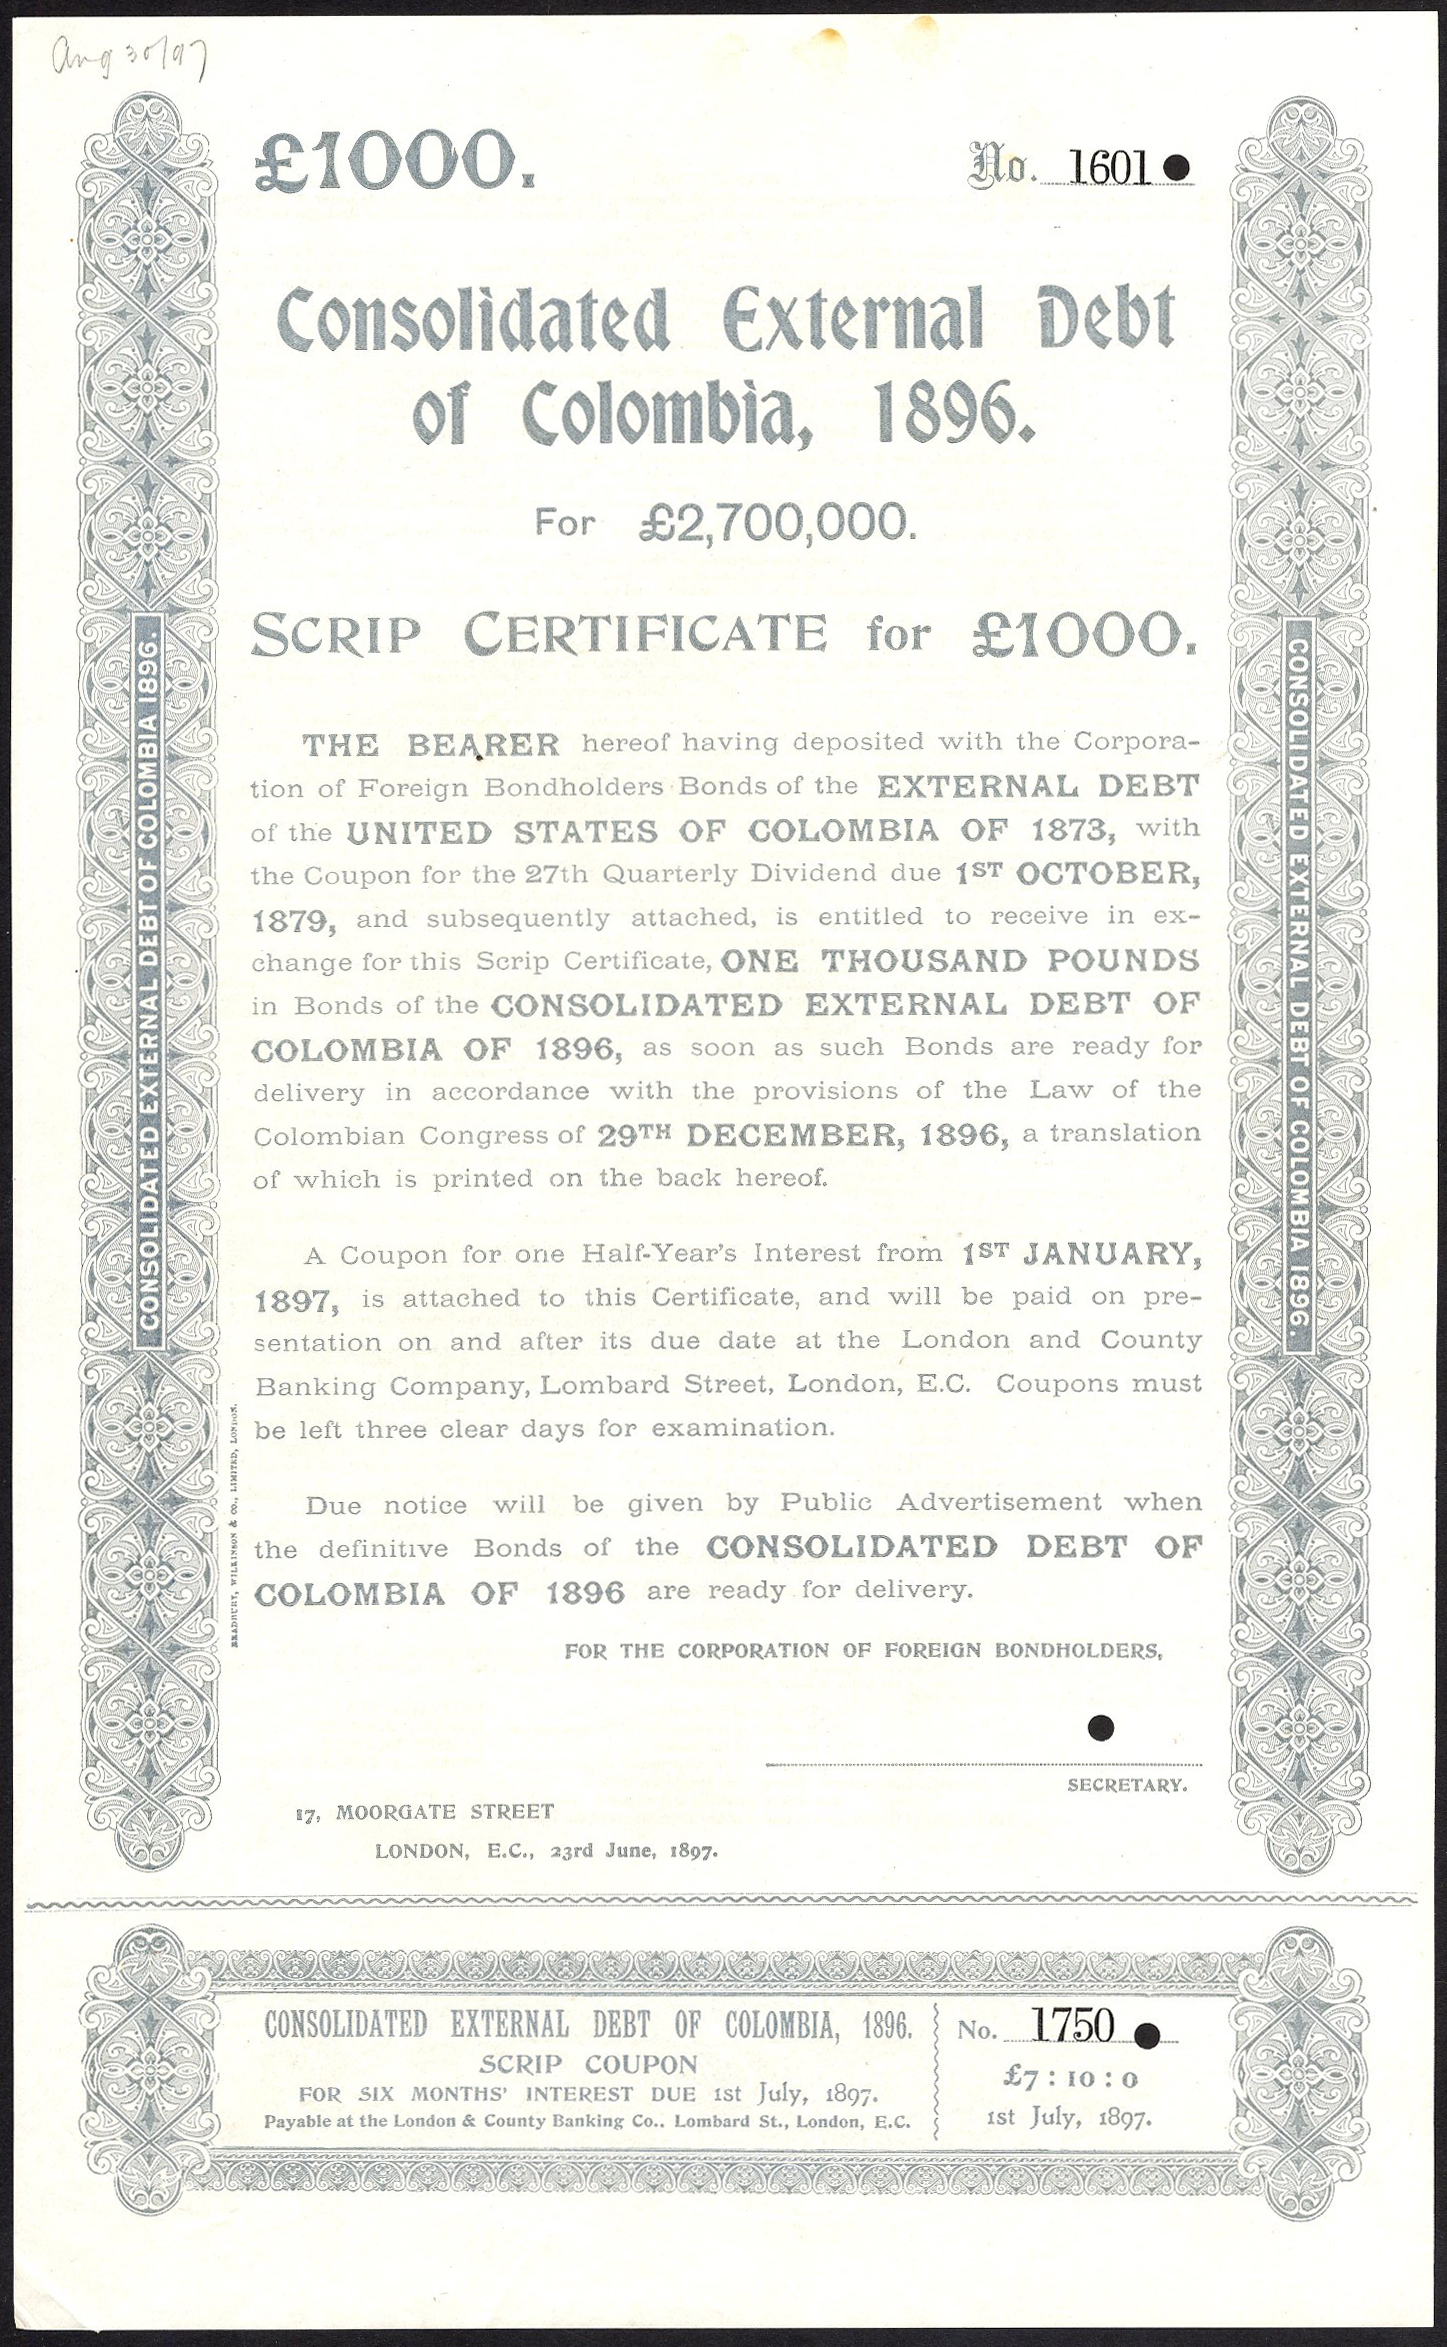 Aug 30/97
£1000.
No. 1601
Consolidated External Debt
of Colombia, 1896.
For £2,700,000.
SCRIP CERTIFICATE for £1000.
THE BEARER hereof having deposited with the Corpora-
tion of Foreign Bondholders Bonds of the EXTERNAL DEBT
of the UNITED STATES OF COLOMBIA OF 1873, with
the Coupon for the 27th Quarterly Dividend due 1ST OCTOBER,
1879, and subsequently attached, is entitled to receive in ex-
change for this Scrip Certificate, ONE THOUSAND POUNDS
in Bonds of the CONSOLIDATED EXTERNAL DEBT OF
COLOMBIA OF 1896, as soon as such Bonds are ready for
delivery in accordance with the provisions of the Law of the
Colombian Congress of 29TH DECEMBER, 1896, a translation
of which is printed on the back hereof.
A Coupon for one Half-Year's Interest from 1ST JANUARY,
1897, is attached to this Certificate, and will be paid on pre-
sentation on and after its due date at the London and County
Banking Company, Lombard Street, London, E.C. Coupons must
be left three clear days for examination.
Due notice will be given by Public Advertisement when
the definitive Bonds of the CONSOLIDATED DEBT OF
COLOMBIA OF 1896 are ready for delivery.
FOR THE CORPORATION OF FOREIGN BONDHOLDERS,
SECRETARY.
17, MOORGATE STREET
LONDON, E.C., 23rd June, 1897.
CONSOLIDATED EXTERNAL DEBT OF COLOMBIA 1896.
CONSOLIDATED EXTERNAL DEBT OF COLOMBIA 1896.
BRADBURY, WILKINSON & CO., LIMITED, LONDON.
CONSOLIDATED EXTERNAL DEBT OF COLOMBIA, 1896.
SCRIP COUPON
FOR SIX MONTHS' INTEREST DUE 1st July, 1897.
Payable at the London & County Banking Co., Lombard St., London, E.C.
No. 1750
£7 : 10 : 0
1st July, 1897.